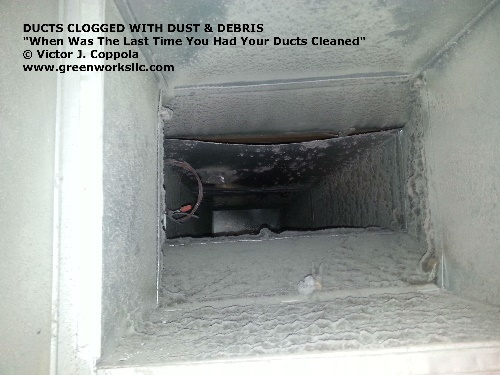 DUCTS CLOGGED WITH DUST & DEBRIS
"When Was The Last Time You Had Your Ducts Cleaned"
© Victor J. Coppola
www.greenworksllc.com